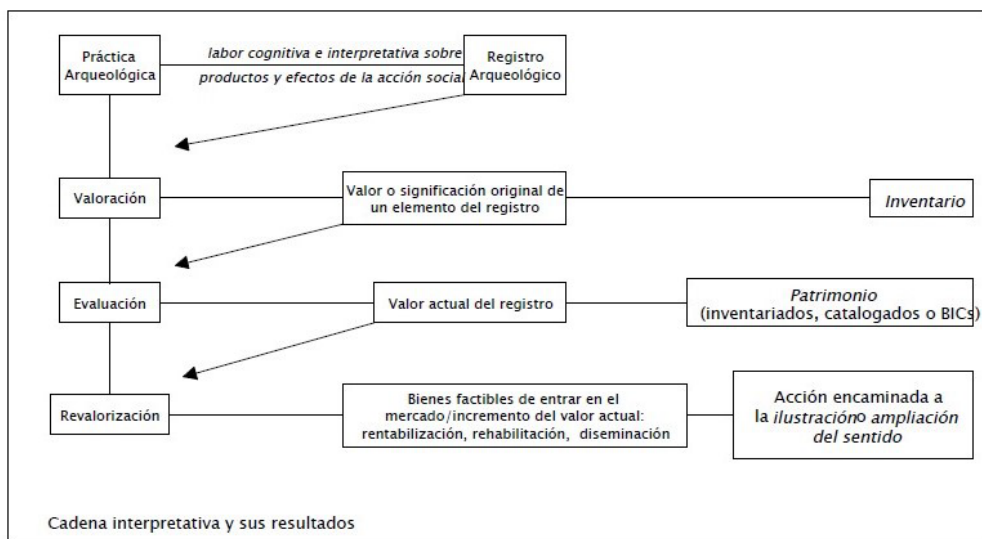 Práctica
Arqueológica
labor cognitiva e interpretativa sobre
productos y efectos de la acción social
Registro
Arqueológico
Valoración
Valor o significación original de
un elemento del registro
Inventario
Evaluación
Valor actual del registro
Patrimonio
(inventariados, catalogados o BICs)
Revalorización
Bienes factibles de entrar en el
mercado/incremento del valor actual:
rentabilización, rehabilitación, diseminación
Acción encaminada a
la ilustracióno ampliación
del sentido
Cadena interpretativa y sus resultados